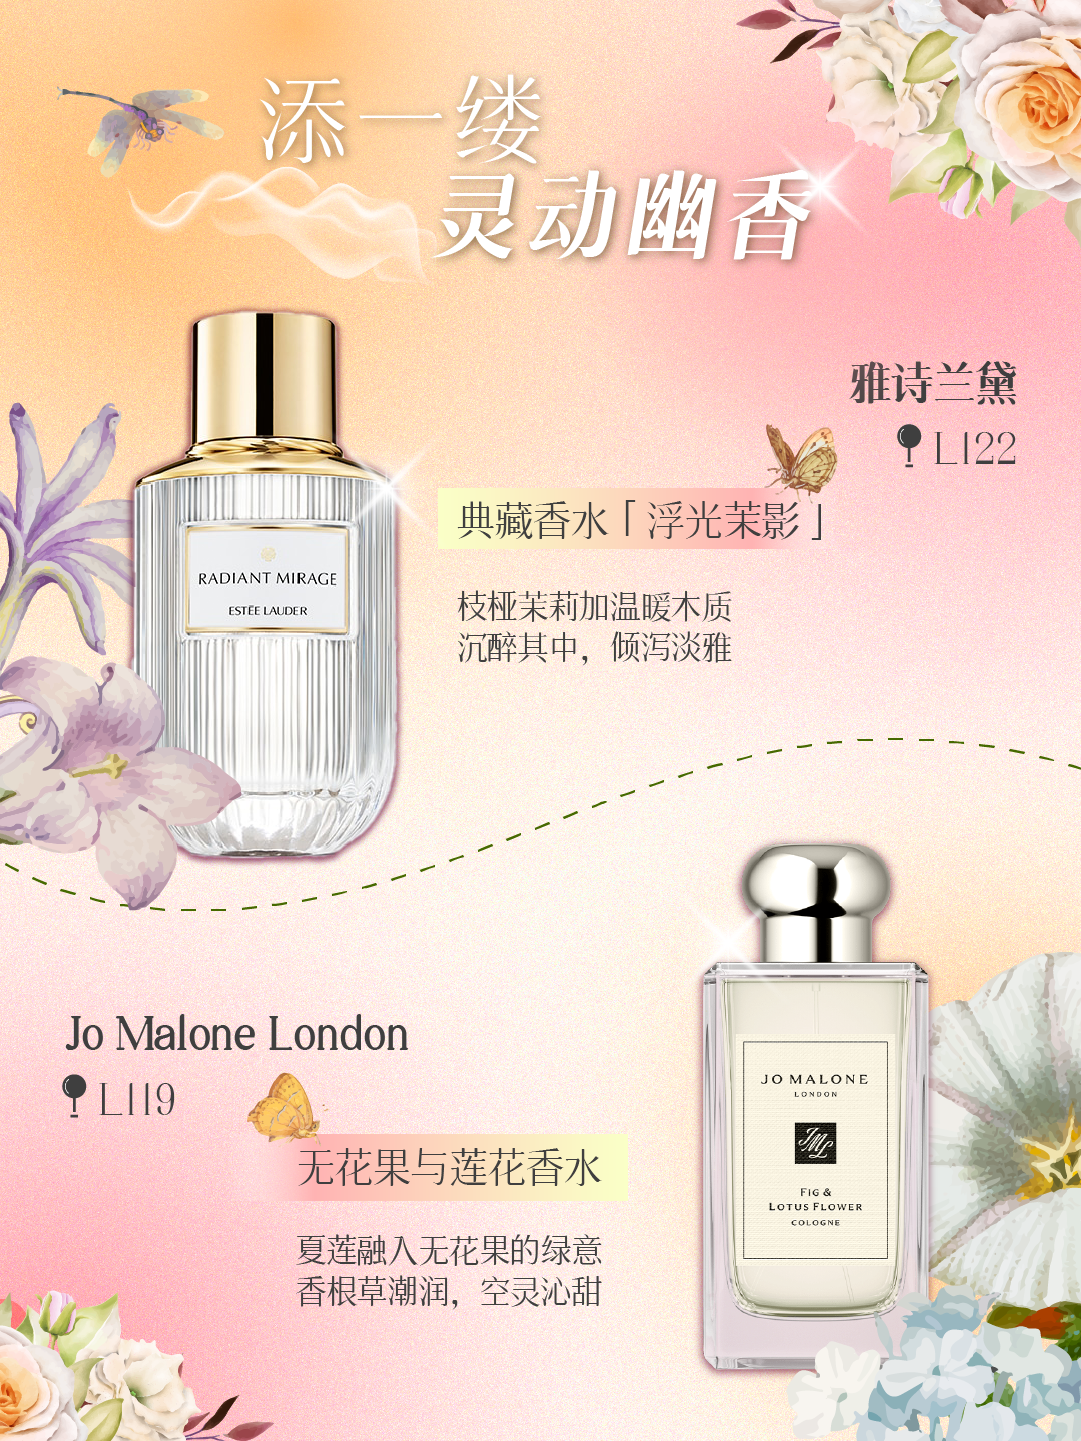 添一缕
灵动幽香
雅诗兰黛
L122
典藏香水「浮光茉影」
枝桠茉莉加温暖木质
沉醉其中，倾泻淡雅
RADIANT MIRAGE
ESTĒE LAUDER
Jo Malone London
L119
无花果与莲花香水
夏莲融入无花果的绿意
香根草潮润，空灵沁甜
JO MALONE
LONDON
JML
FIG &
LOTUS FLOWER
COLOGNE